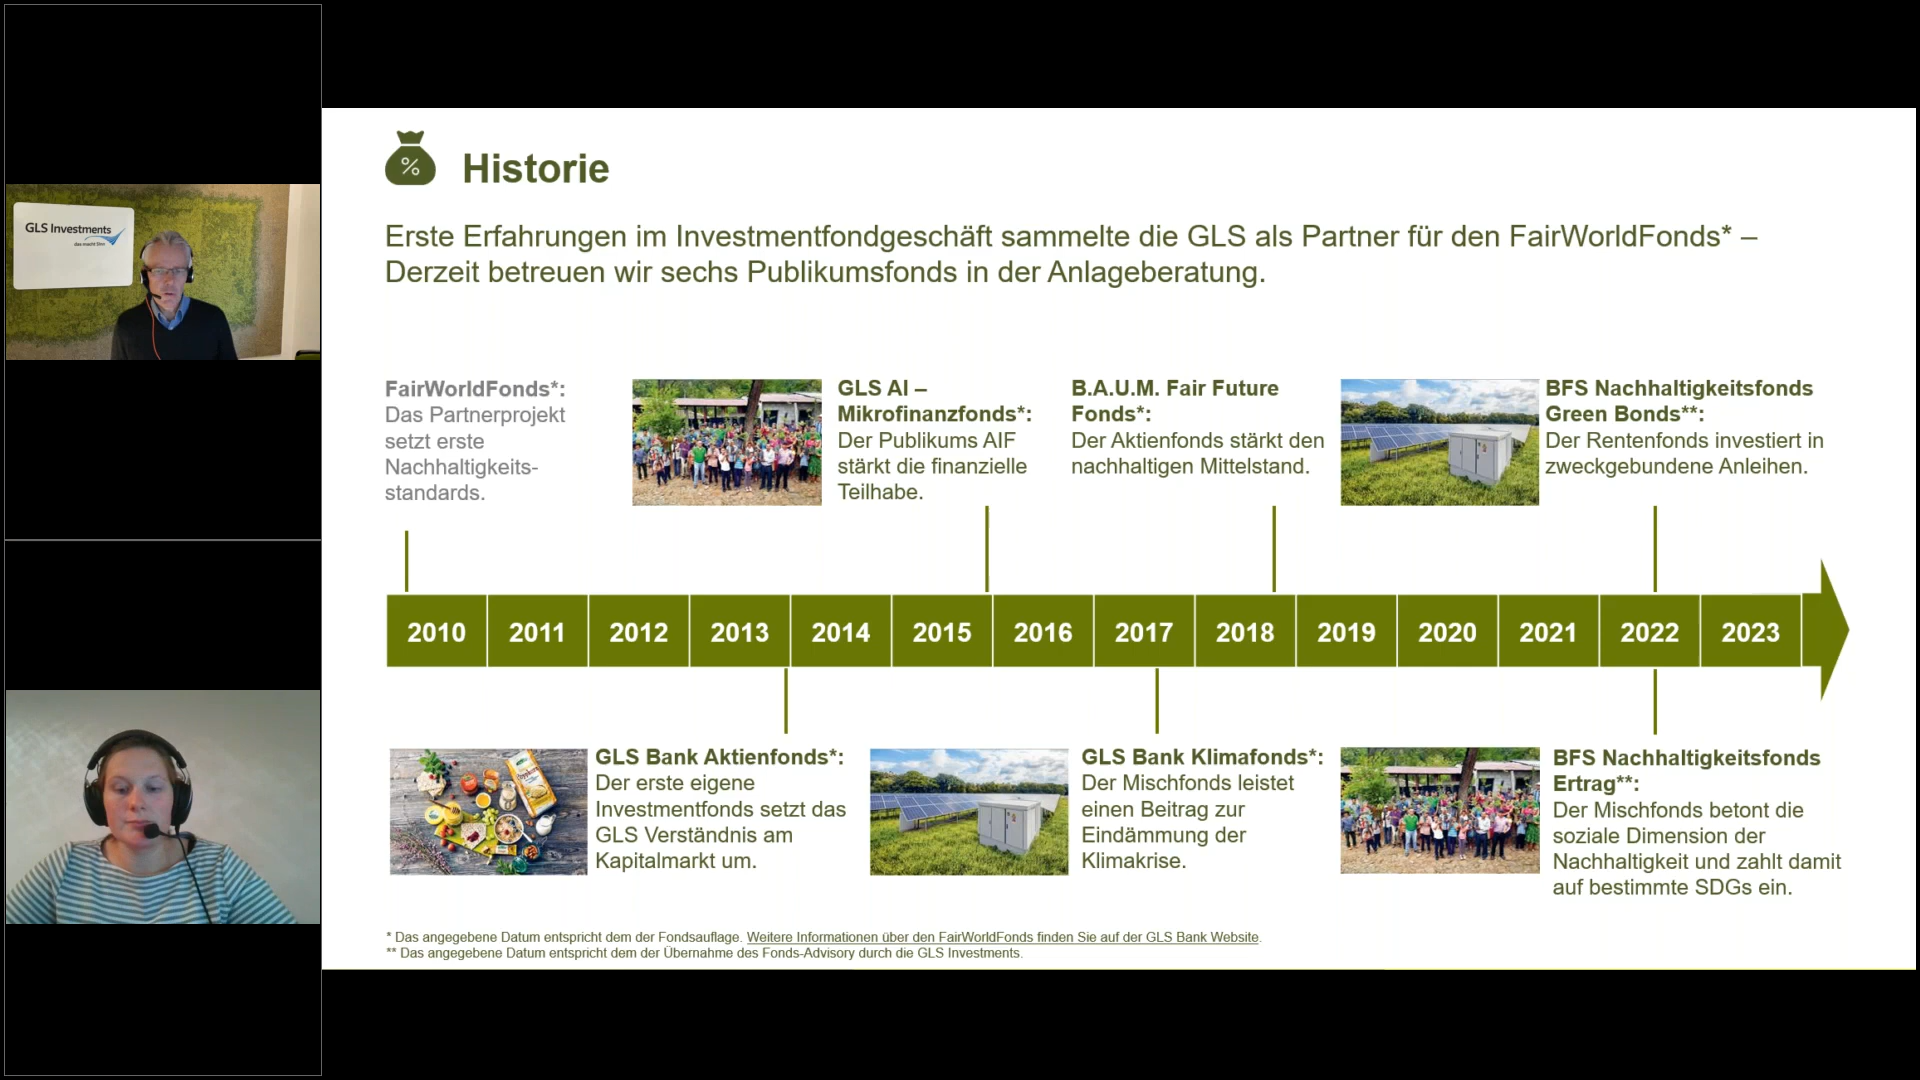 GLS Investments
das macht Sinn
%
Historie
Erste Erfahrungen im Investmentfondgeschäft sammelte die GLS als Partner für den FairWorldFonds* –
Derzeit betreuen wir sechs Publikumsfonds in der Anlageberatung.
FairWorldFonds*:
Das Partnerprojekt
setzt erste
Nachhaltigkeits-
standards.
GLS AI –
Mikrofinanzfonds*:
Der Publikums AIF
stärkt die finanzielle
Teilhabe.
B.A.U.M. Fair Future
Fonds*:
Der Aktienfonds stärkt den
nachhaltigen Mittelstand.
BFS Nachhaltigkeitsfonds
Green Bonds**:
Der Rentenfonds investiert in
zweckgebundene Anleihen.
2010 2011 2012 2013 2014 2015 2016 2017 2018 2019 2020 2021 2022 2023
GLS Bank Aktienfonds*:
Der erste eigene
Investmentfonds setzt das
GLS Verständnis am
Kapitalmarkt um.
GLS Bank Klimafonds*:
Der Mischfonds leistet
einen Beitrag zur
Eindämmung der
Klimakrise.
BFS Nachhaltigkeitsfonds
Ertrag**:
Der Mischfonds betont die
soziale Dimension der
Nachhaltigkeit und zahlt damit
auf bestimmte SDGs ein.
* Das angegebene Datum entspricht dem der Fondsauflage. Weitere Informationen über den FairWorldFonds finden Sie auf der GLS Bank Website.
** Das angegebene Datum entspricht dem der Übernahme des Fonds-Advisory durch die GLS Investments.